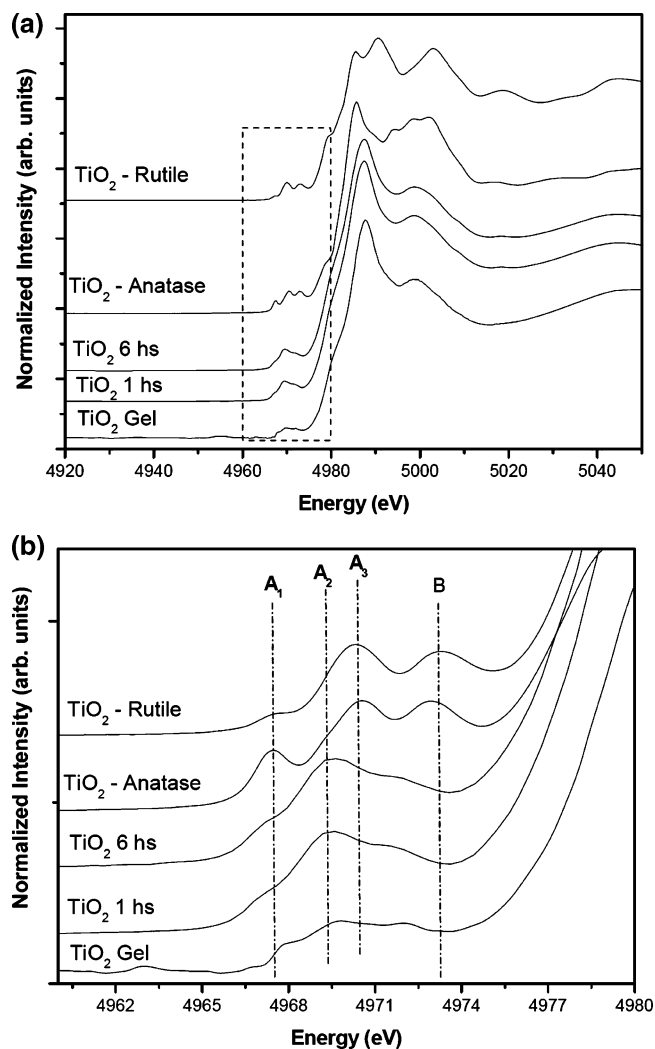 (a)
Normalized Intensity (arb. units)
TiO2 - Rutile
TiO2 - Anatase
TiO2 6 hs
TiO2 1 hs
TiO2 Gel
4920 4940 4960 4980 5000 5020 5040
Energy (eV)
(b)
Normalized Intensity (arb. units)
A1 A2 A3 B
TiO2 - Rutile
TiO2 - Anatase
TiO2 6 hs
TiO2 1 hs
TiO2 Gel
4962 4965 4968 4971 4974 4977 4980
Energy (eV)